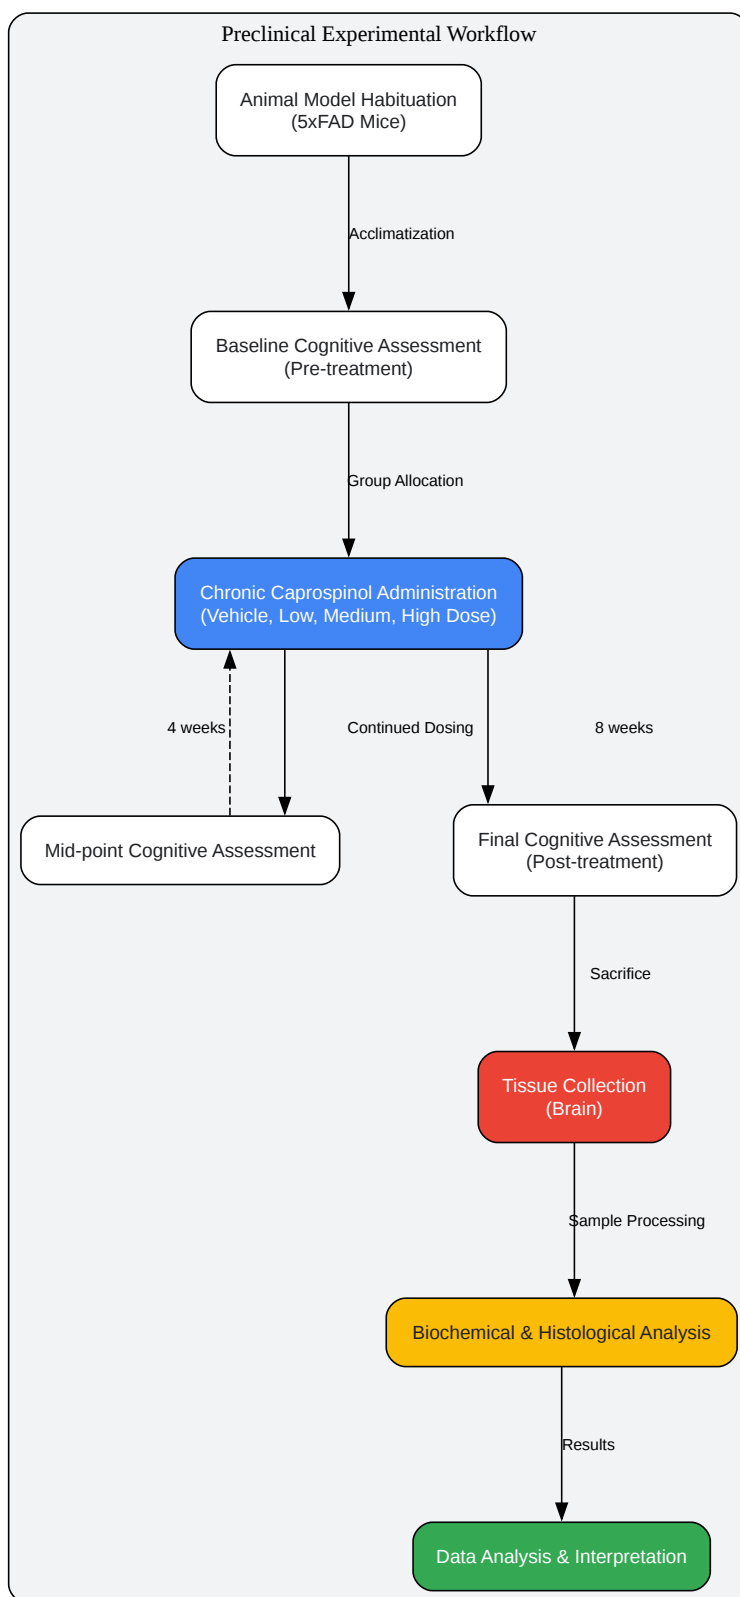 Preclinical Experimental Workflow
Animal Model Habituation
(5xFAD Mice)
Acclimatization
Baseline Cognitive Assessment
(Pre-treatment)
Group Allocation
Chronic Caprospinol Administration
(Vehicle, Low, Medium, High Dose)
4 weeks
Continued Dosing
8 weeks
Mid-point Cognitive Assessment
Final Cognitive Assessment
(Post-treatment)
Sacrifice
Tissue Collection
(Brain)
Sample Processing
Biochemical & Histological Analysis
Results
Data Analysis & Interpretation